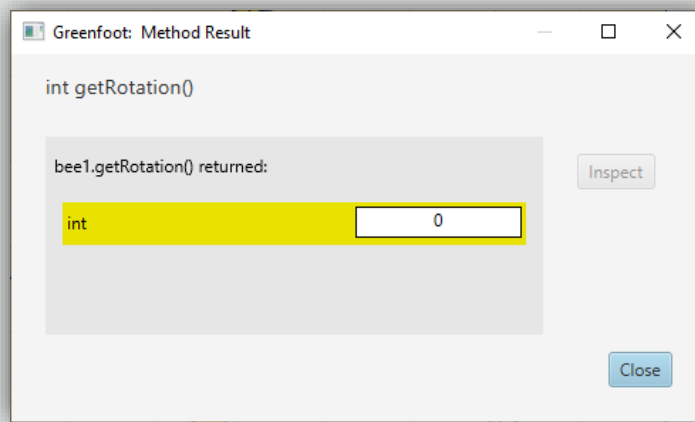 Greenfoot: Method Result
int getRotation()
bee1.getRotation() returned:
Inspect
int 0
Close